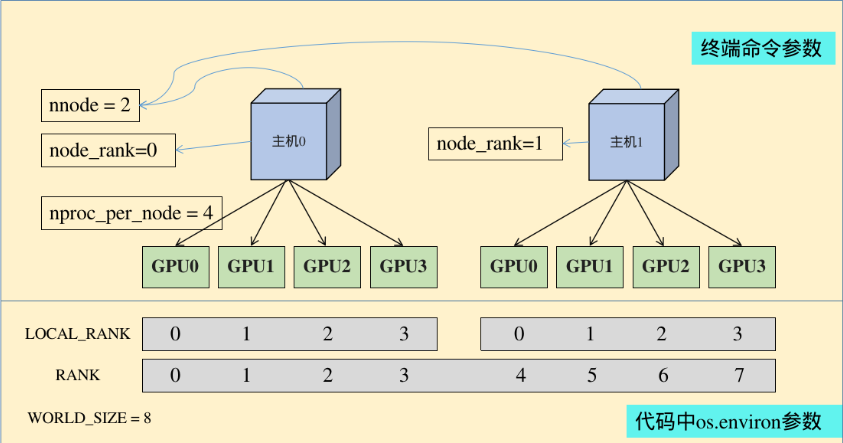 终端命令参数
nnode = 2
主机0
主机1
node_rank=0
node_rank=1
nproc_per_node = 4
GPU0 GPU1 GPU2 GPU3 GPU0 GPU1 GPU2 GPU3
LOCAL_RANK 0 1 2 3 0 1 2 3
RANK 0 1 2 3 4 5 6 7
WORLD_SIZE = 8
代码中os.environ参数